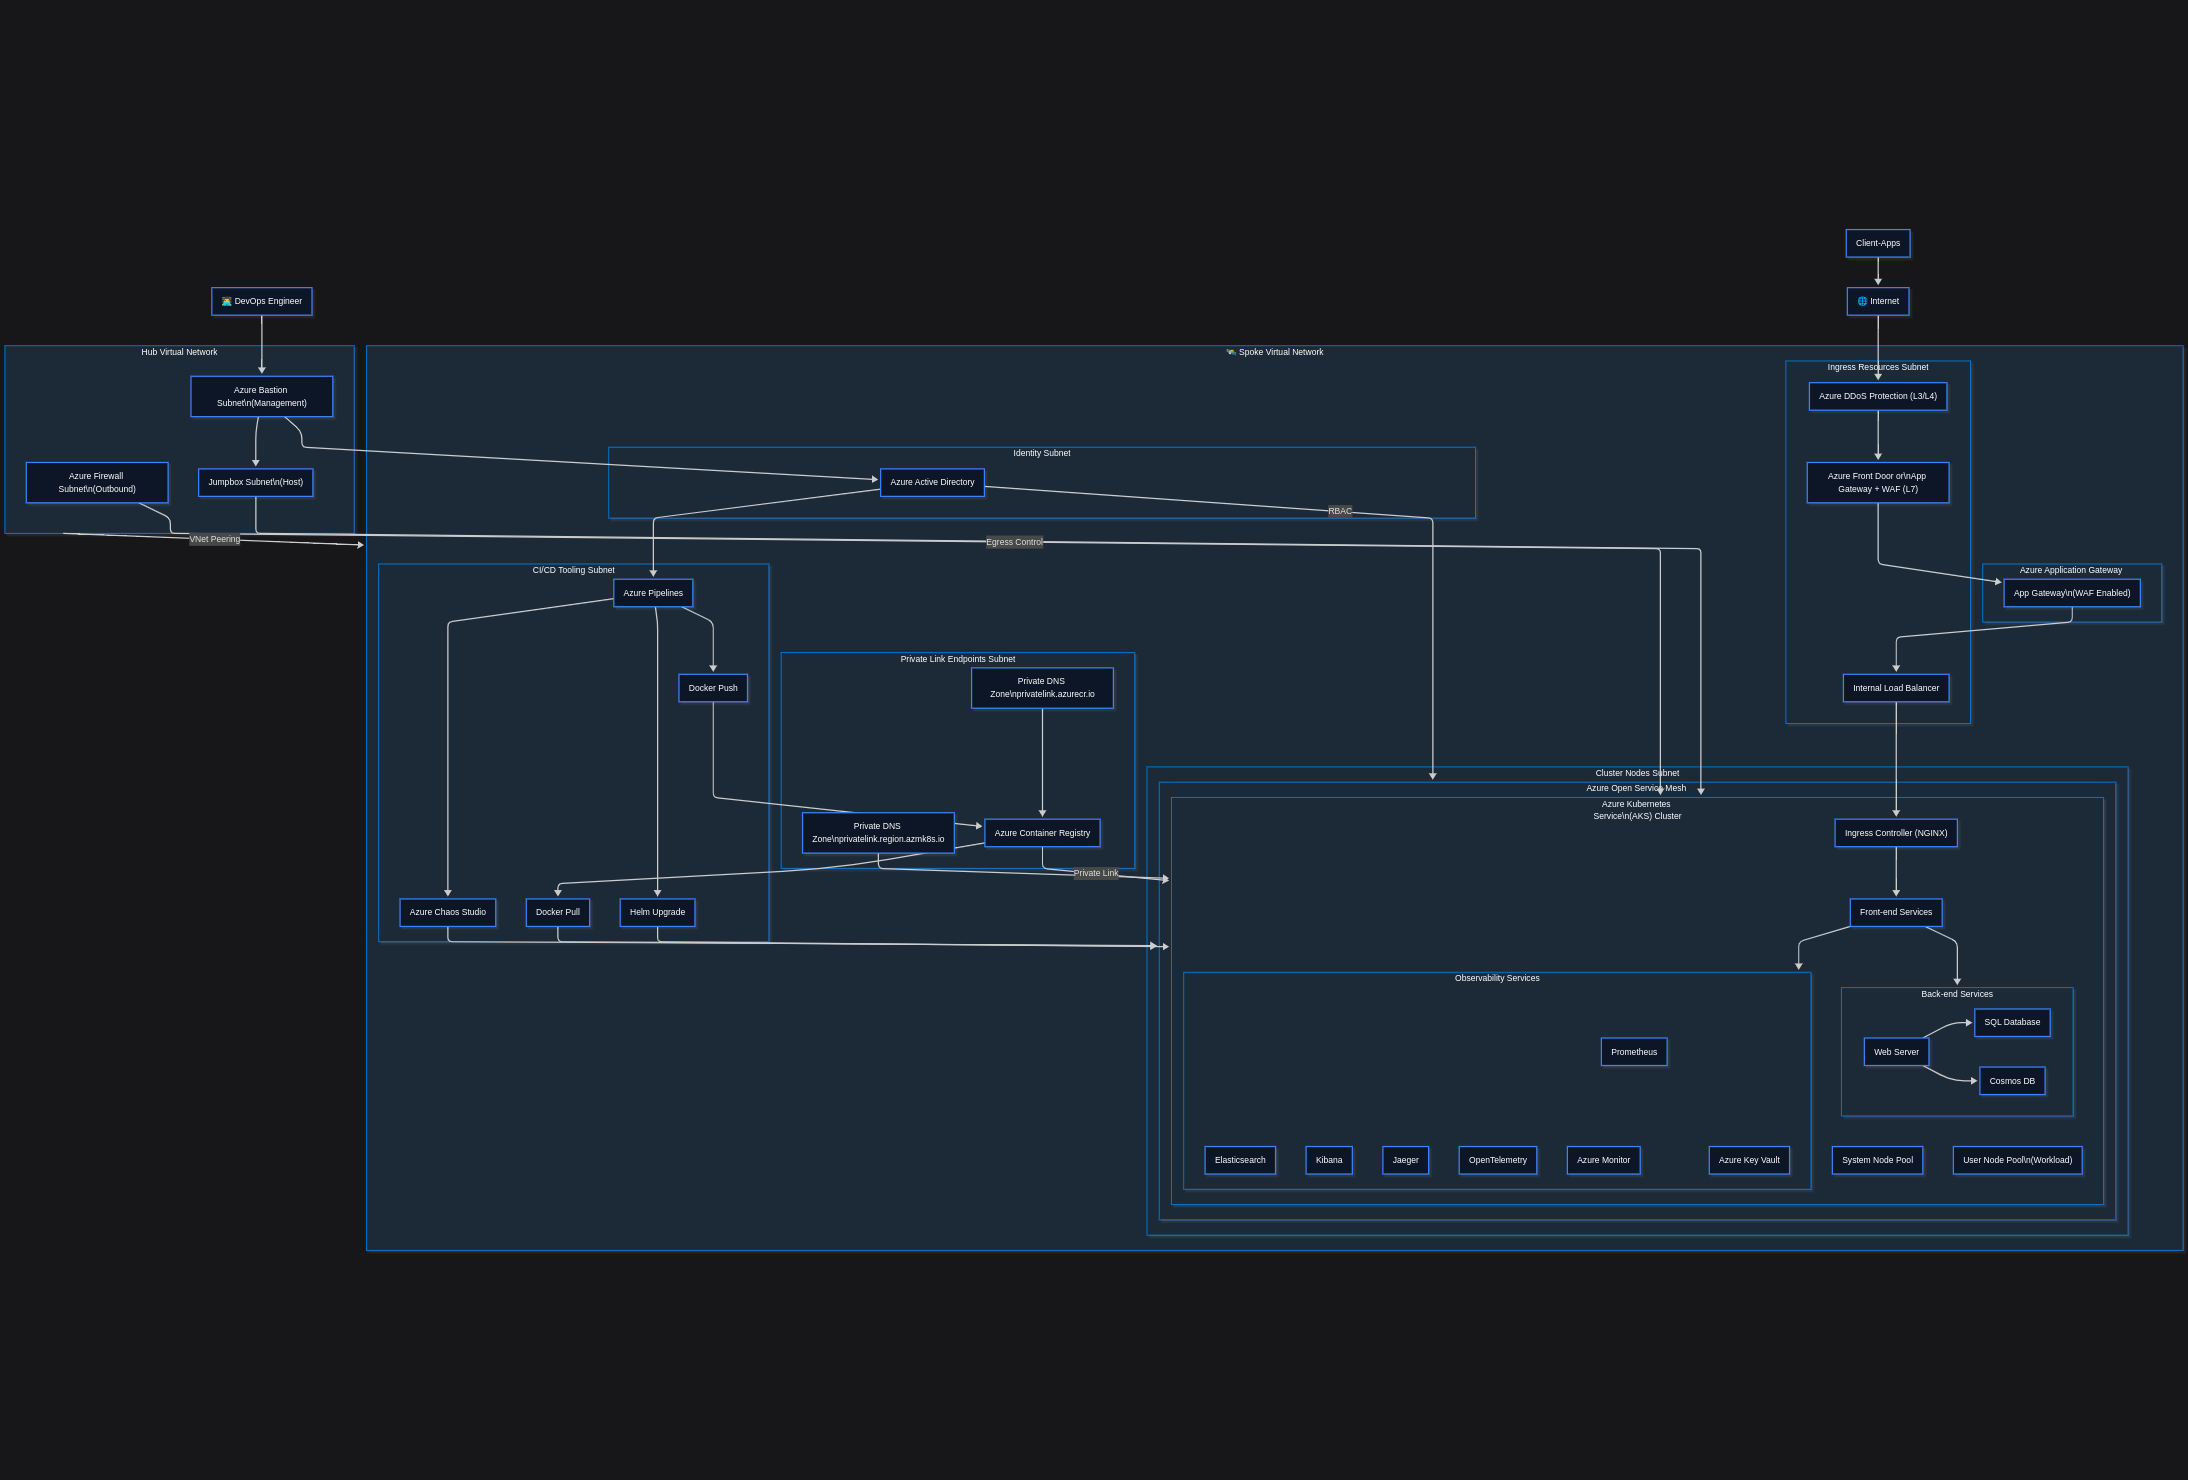 Client-Apps
👨‍💻 DevOps Engineer
🌐 Internet
Hub Virtual Network
🛰️ Spoke Virtual Network
Ingress Resources Subnet
Azure Bastion
Subnet\n(Management)
Azure DDoS Protection (L3/L4)
Identity Subnet
Azure Firewall
Subnet\n(Outbound)
Jumpbox Subnet\n(Host)
Azure Active Directory
Azure Front Door or\nApp
Gateway + WAF (L7)
RBAC
VNet Peering
Egress Control
CI/CD Tooling Subnet
Azure Application Gateway
Azure Pipelines
App Gateway\n(WAF Enabled)
Private Link Endpoints Subnet
Docker Push
Private DNS
Zone\nprivatelink.azurecr.io
Internal Load Balancer
Cluster Nodes Subnet
Azure Open Service Mesh
Azure Kubernetes
Service\n(AKS) Cluster
Private DNS
Zone\nprivatelink.region.azmk8s.io
Azure Container Registry
Ingress Controller (NGINX)
Private Link
Azure Chaos Studio
Docker Pull
Helm Upgrade
Front-end Services
Observability Services
Back-end Services
SQL Database
Prometheus
Web Server
Cosmos DB
Elasticsearch
Kibana
Jaeger
OpenTelemetry
Azure Monitor
Azure Key Vault
System Node Pool
User Node Pool\n(Workload)